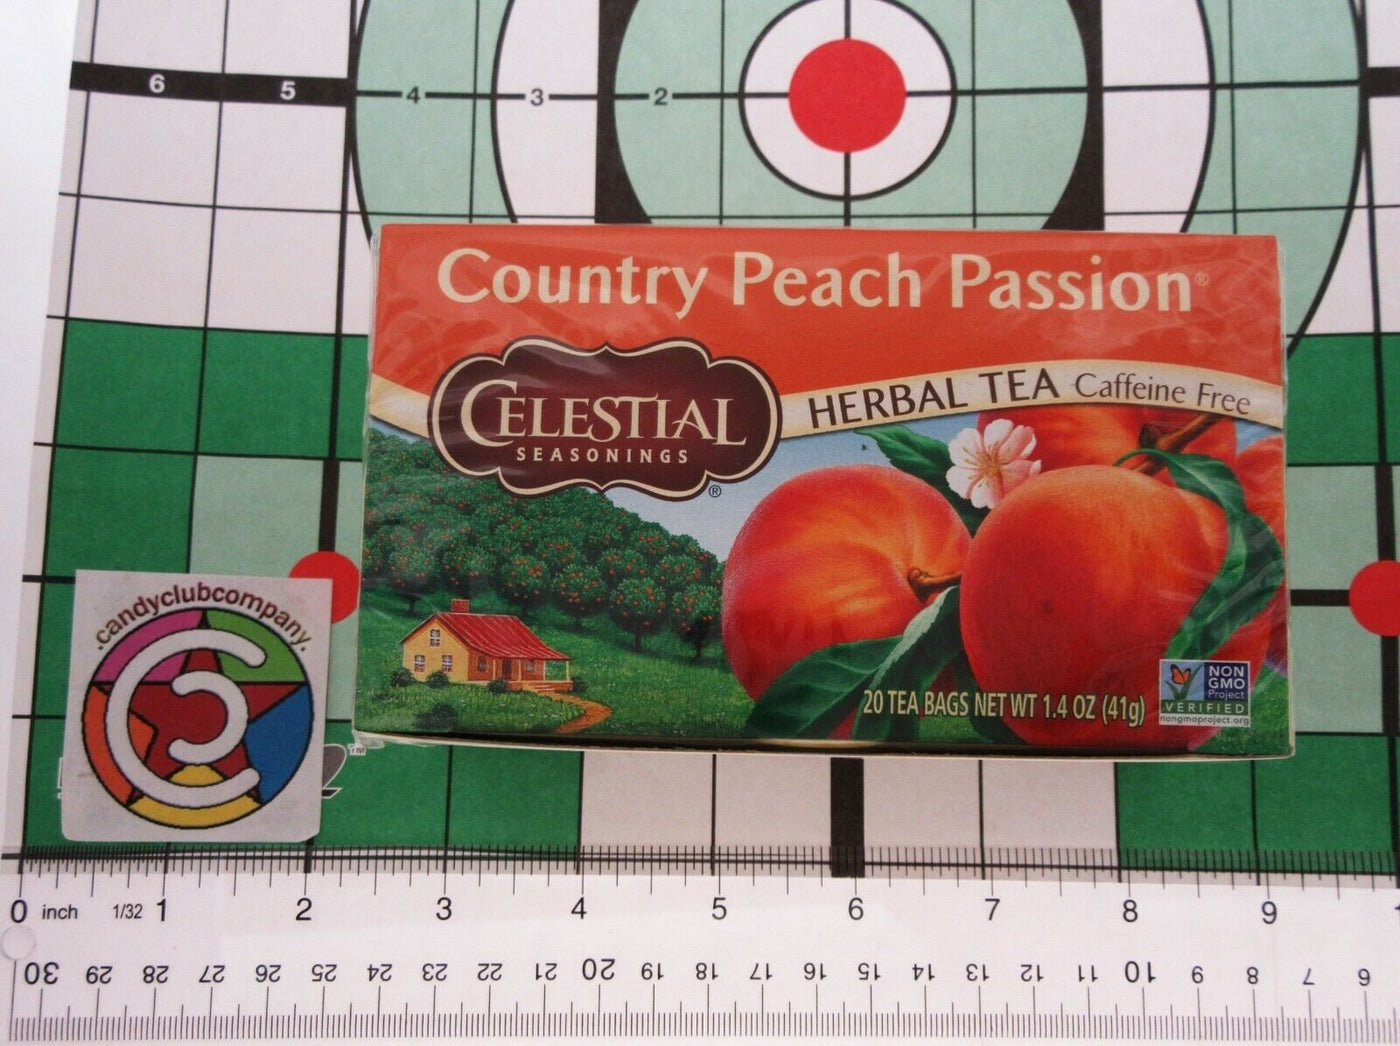 6 5 4 3 2
Country Peach Passion®
CELESTIAL
SEASONINGS
®
HERBAL TEA Caffeine Free
.candyclubcompany.
20 TEA BAGS NET WT 1.4 OZ (41g)
NON
GMO
Project
VERIFIED
nongmoproject.org
TM
0 inch 1/32 1 2 3 4 5 6 7 8 9
30 29 28 27 26 25 24 23 22 21 20 19 18 17 16 15 14 13 12 11 10 9 8 7 6